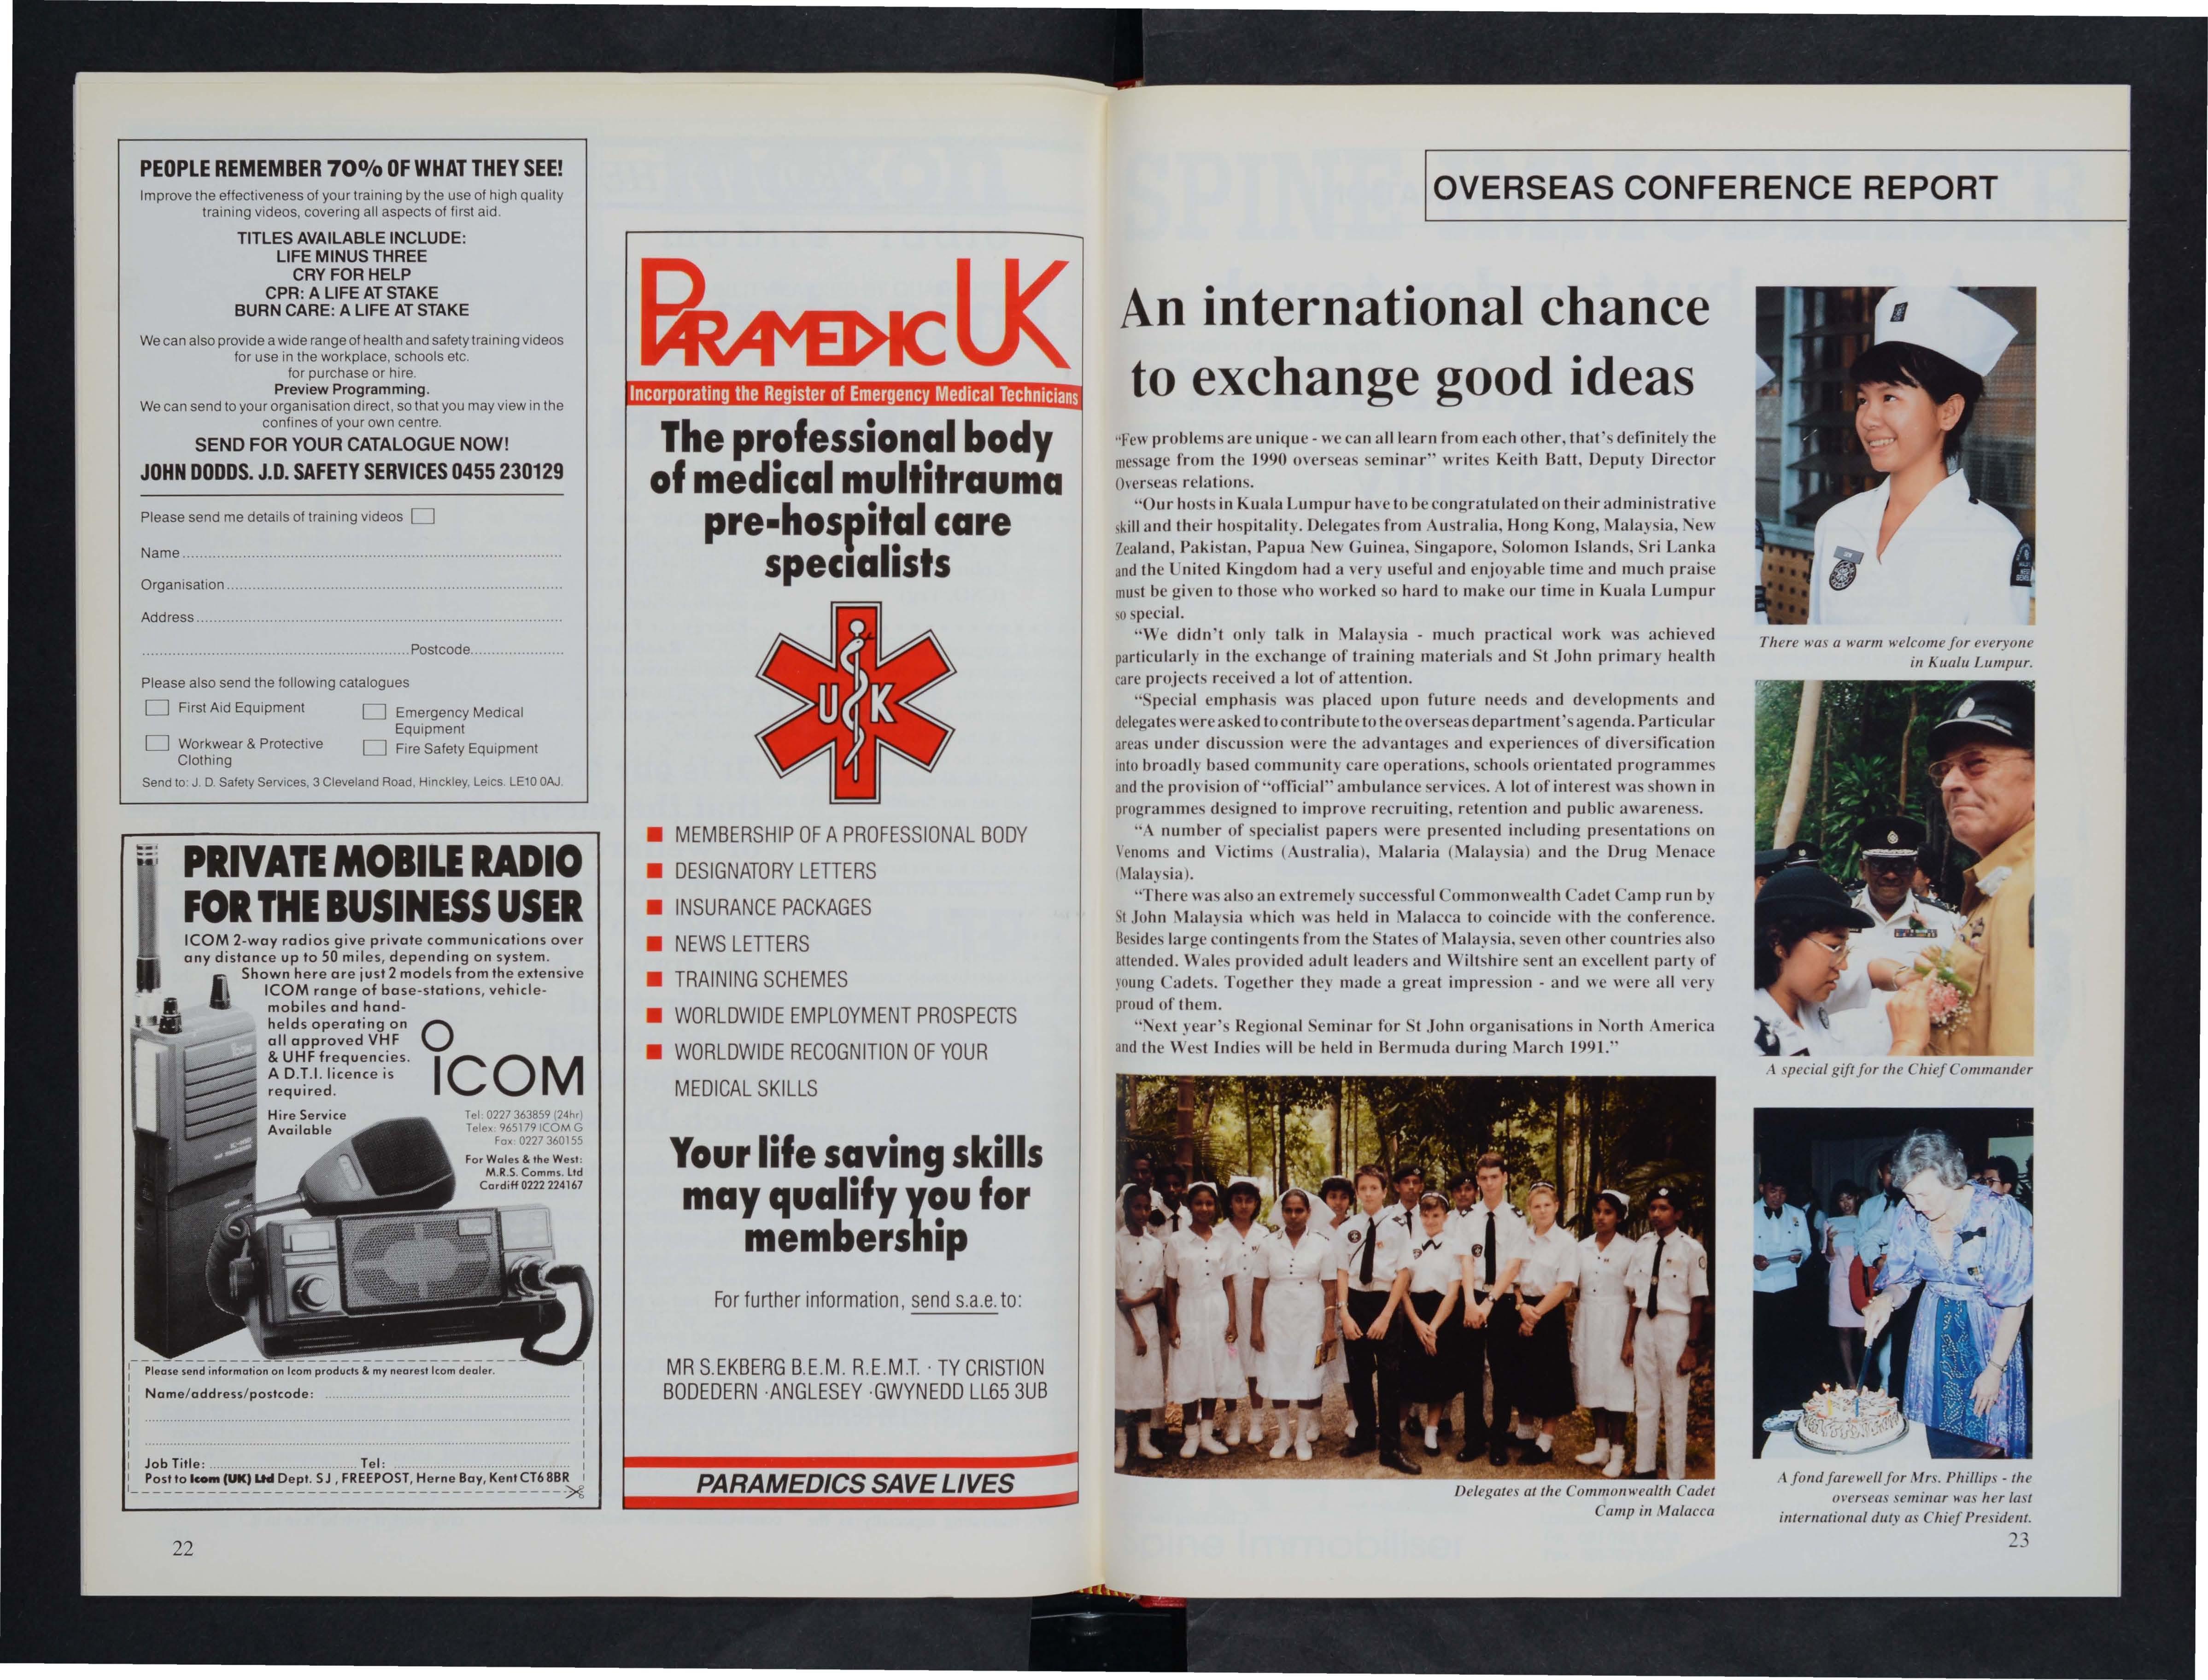 PEOPLE REMEMBER 70% OF WHAT THEY SEE!
Improve the effectiveness of your training by the use of high quality
training videos, covering all aspects of first aid.
TITLES AVAILABLE INCLUDE:
LIFE MINUS THREE
CRY FOR HELP
CPR: A LIFE AT STAKE
BURN CARE: A LIFE AT STAKE
We can also provide a wide range of health and safety training videos
for use in the workplace, schools etc.
for purchase or hire.
Preview Programming.
We can send to your organisation direct, so that you may view in the
confines of your own centre.
SEND FOR YOUR CATALOGUE NOW!
JOHN DODDS. J.D. SAFETY SERVICES 0455 230129
Please send me details of training videos
Name
Organisation
Address
Postcode
Please also send the following catalogues
First Aid Equipment
Emergency Medical
Equipment
Workwear & Protective
Clothing
Fire Safety Equipment
Send to: J. D. Safety Services, 3 Cleveland Road, Hinckley, Leics. LE10 0AJ.
PRIVATE MOBILE RADIO
FOR THE BUSINESS USER
ICOM 2-way radios give private communications over
any distance up to 50 miles, depending on system.
Shown here are just 2 models from the extensive
ICOM range of base-stations, vehicle-
mobiles and hand-
helds operating on
all approved VHF
& UHF frequencies.
A D.T.I. licence is
required.
Hire Service
Available
ICOM
Tel: 0227 363859 (24hr)
Telex: 965179 ICOM G
Fax: 0227 360155
For Wales & the West:
M.R.S. Comms. Ltd
Cardiff 0222 224167
Please send information on Icom products & my nearest Icom dealer.
Name/address/postcode:
Job Title: Tel:
Post to Icom (UK) Ltd Dept. SJ , FREEPOST, Herne Bay, Kent CT6 8BR
22
PARAMEDIC UK
Incorporating the Register of Emergency Medical Technicians
The professional body
of medical multitrauma
pre-hospital care
specialists
U K
MEMBERSHIP OF A PROFESSIONAL BODY
DESIGNATORY LETTERS
INSURANCE PACKAGES
NEWS LETTERS
TRAINING SCHEMES
WORLDWIDE EMPLOYMENT PROSPECTS
WORLDWIDE RECOGNITION OF YOUR
MEDICAL SKILLS
Your life saving skills
may qualify you for
membership
For further information, send s.a.e. to:
MR S.EKBERG B.E.M. R.E.M.T. · TY CRISTION
BODEDERN ·ANGLESEY ·GWYNEDD LL65 3UB
PARAMEDICS SAVE LIVES
OVERSEAS CONFERENCE REPORT
An international chance
to exchange good ideas
"Few problems are unique - we can all learn from each other, that's definitely the
message from the 1990 overseas seminar" writes Keith Batt, Deputy Director
Overseas relations.
"Our hosts in Kuala Lumpur have to be congratulated on their administrative
skill and their hospitality. Delegates from Australia, Hong Kong, Malaysia, New
Zealand, Pakistan, Papua New Guinea, Singapore, Solomon Islands, Sri Lanka
and the United Kingdom had a very useful and enjoyable time and much praise
must be given to those who worked so hard to make our time in Kuala Lumpur
so special.
"We didn't only talk in Malaysia - much practical work was achieved
particularly in the exchange of training materials and St John primary health
care projects received a lot of attention.
"Special emphasis was placed upon future needs and developments and
delegates were asked to contribute to the overseas department's agenda. Particular
areas under discussion were the advantages and experiences of diversification
into broadly based community care operations, schools orientated programmes
and the provision of "official" ambulance services. A lot of interest was shown in
programmes designed to improve recruiting, retention and public awareness.
"A number of specialist papers were presented including presentations on
Venoms and Victims (Australia), Malaria (Malaysia) and the Drug Menace
(Malaysia).
"There was also an extremely successful Commonwealth Cadet Camp run by
St John Malaysia which was held in Malacca to coincide with the conference.
Besides large contingents from the States of Malaysia, seven other countries also
attended. Wales provided adult leaders and Wiltshire sent an excellent party of
young Cadets. Together they made a great impression - and we were all very
proud of them.
"Next year's Regional Seminar for St John organisations in North America
and the West Indies will be held in Bermuda during March 1991."
Delegates at the Commonwealth Cadet
Camp in Malacca
There was a warm welcome for everyone
in Kualu Lumpur.
A special gift for the Chief Commander
A fond farewell for Mrs. Phillips - the
overseas seminar was her last
international duty as Chief President.
23